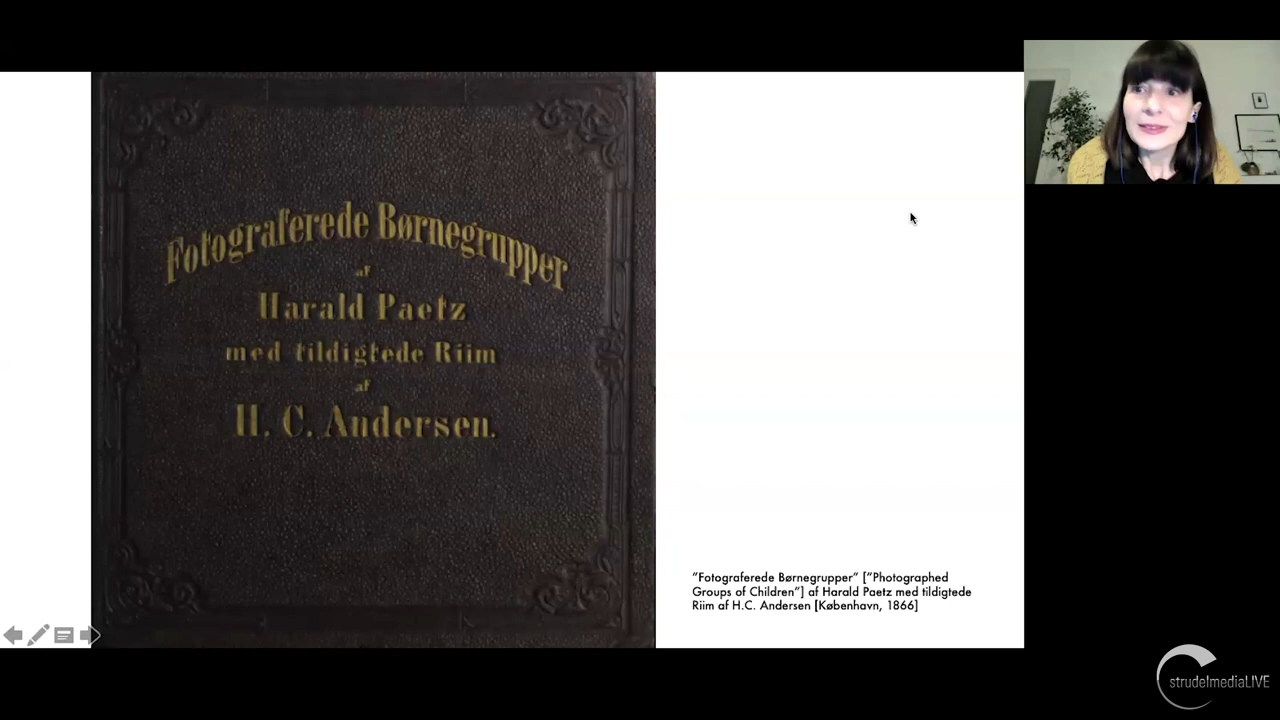 Fotograferede Børnegrupper
af
Harald Paetz
med tildigtede Riim
af
H. C. Andersen.
”Fotograferede Børnegrupper” [”Photographed
Groups of Children”] af Harald Paetz med tildigtede
Riim af H.C. Andersen [København, 1866]
strudelmediaLIVE